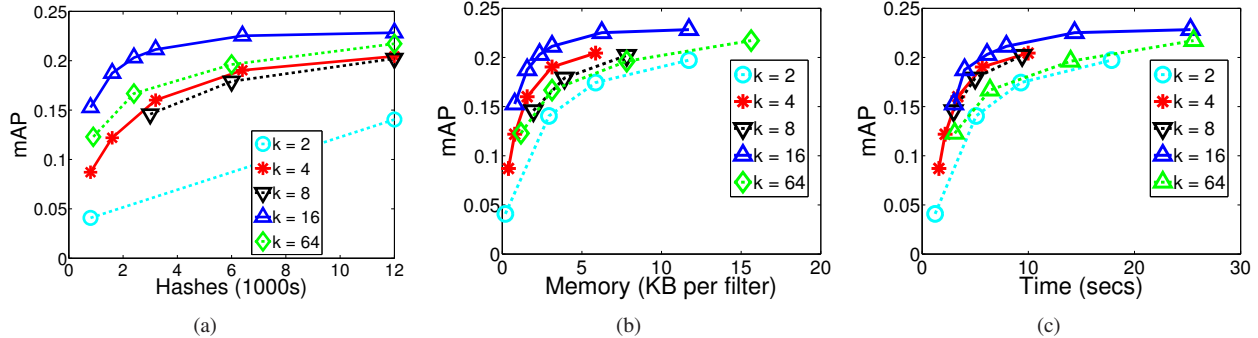 0.25
0.2
0.15
0.1
0.05
0
mAP
0 2 4 6 8 10 12
Hashes (1000s)
k = 2
k = 4
k = 8
k = 16
k = 64
(a)
0.25
0.2
0.15
0.1
0.05
0
mAP
0 5 10 15 20
Memory (KB per filter)
k = 2
k = 4
k = 8
k = 16
k = 64
(b)
0.25
0.2
0.15
0.1
0.05
0
mAP
0 10 20 30
Time (secs)
k = 2
k = 4
k = 8
k = 16
k = 64
(c)